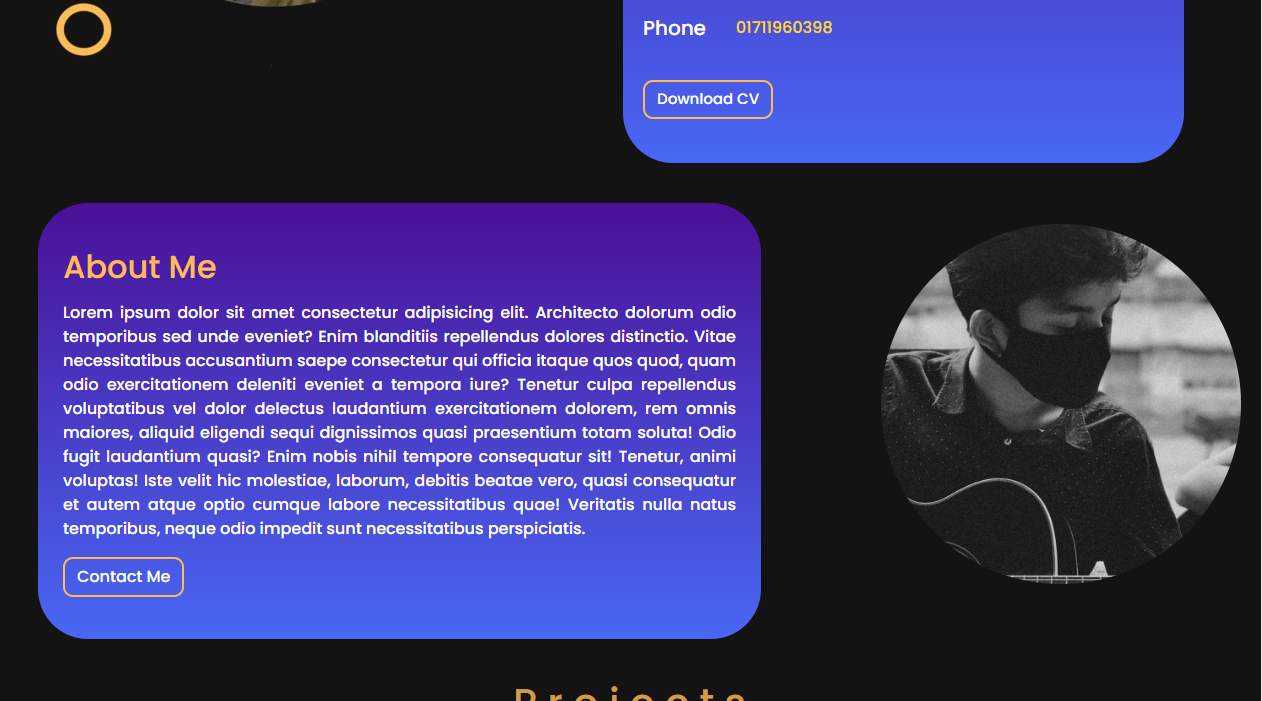 Phone 01711960398
Download CV
About Me
Lorem ipsum dolor sit amet consectetur adipisicing elit. Architecto dolorum odio
temporibus sed unde eveniet? Enim blanditiis repellendus dolores distinctio. Vitae
necessitatibus accusantium saepe consectetur qui officia itaque quos quod, quam
odio exercitationem deleniti eveniet a tempora iure? Tenetur culpa repellendus
voluptatibus vel dolor delectus laudantium exercitationem dolorem, rem omnis
maiores, aliquid eligendi sequi dignissimos quasi praesentium totam soluta! Odio
fugit laudantium quasi? Enim nobis nihil tempore consequatur sit! Tenetur, animi
voluptas! Iste velit hic molestiae, laborum, debitis beatae vero, quasi consequatur
et autem atque optio cumque labore necessitatibus quae! Veritatis nulla natus
temporibus, neque odio impedit sunt necessitatibus perspiciatis.
Contact Me
Projects